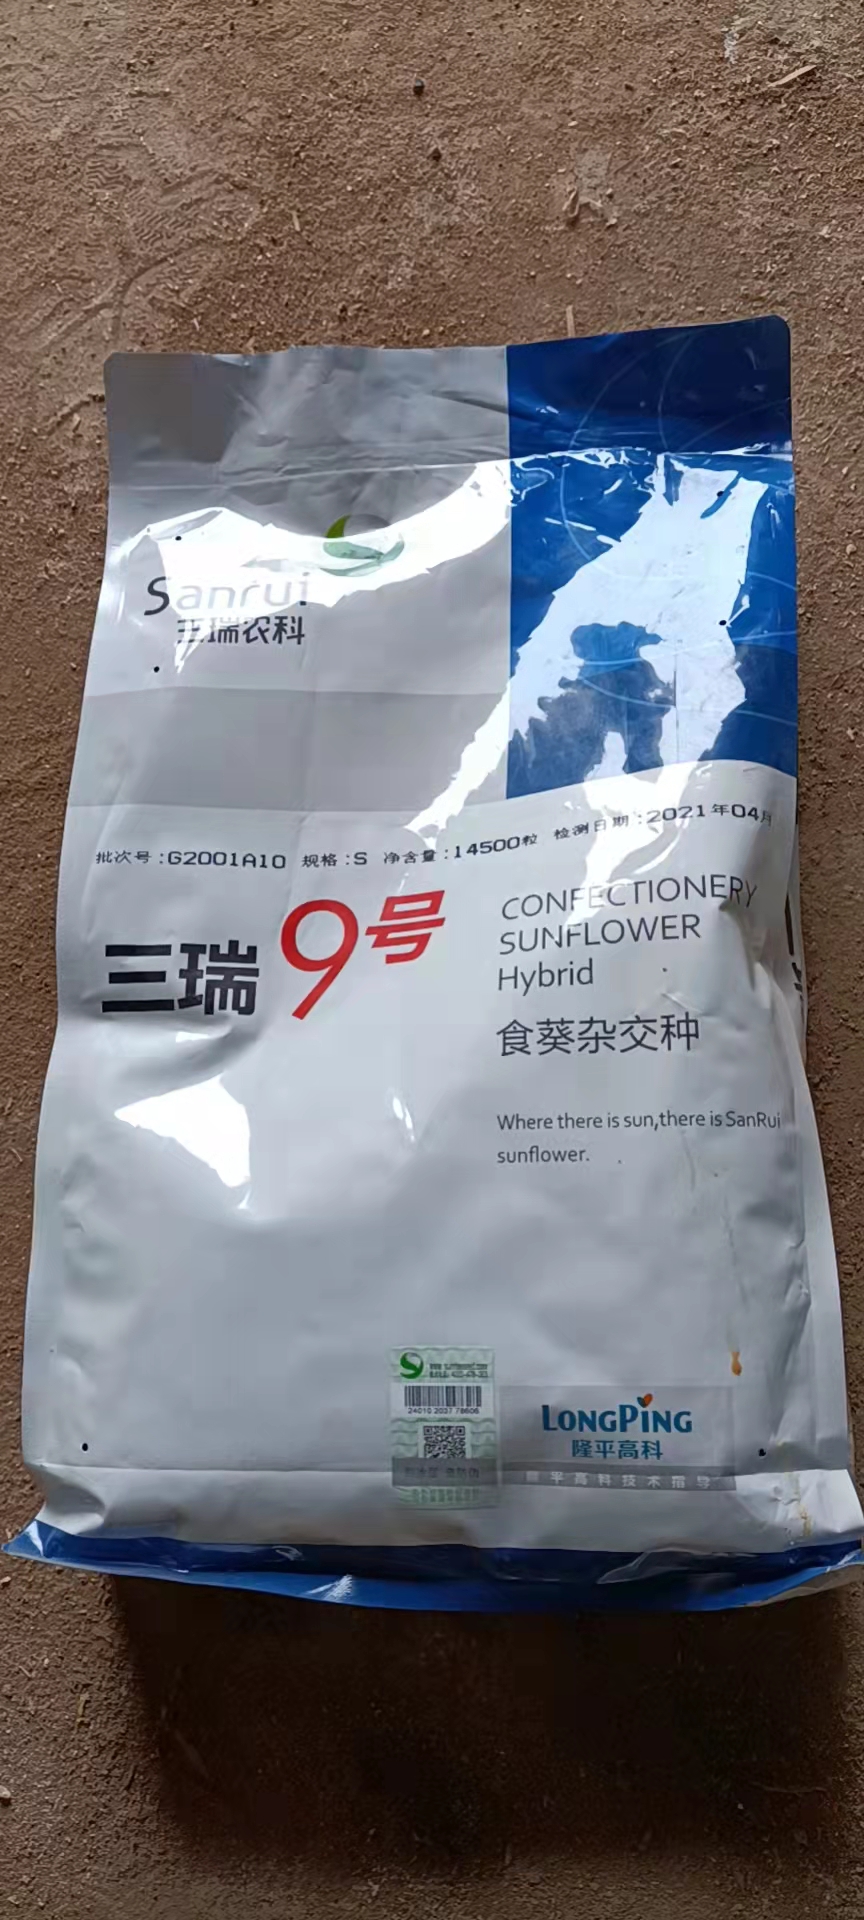 Sanrui
三瑞农科
批次号:G2001A10 规格:S 净含量:14500粒 检测日期:2021年04月
三瑞9号
CONFECTIONERY
SUNFLOWER
Hybrid
食葵杂交种
Where there is sun,there is SanRui
sunflower.
24010 2037 78606
LONGPING
隆平高科
隆平高科技术指导